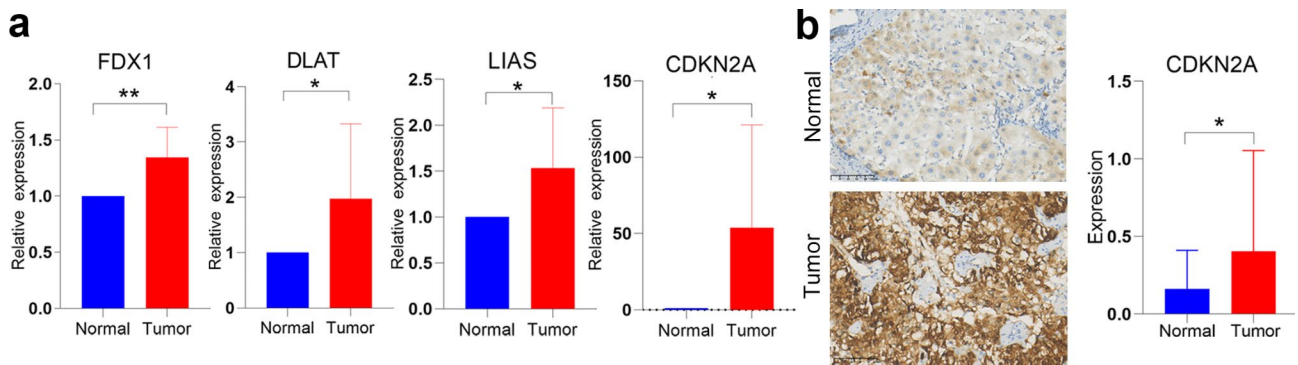 a
FDX1
Relative expression
2.0
1.5
1.0
0.5
0.0
**
Normal Tumor
DLAT
Relative expression
4
3
2
1
0
*
Normal Tumor
LIAS
Relative expression
2.5
2.0
1.5
1.0
0.5
0.0
*
Normal Tumor
CDKN2A
Relative expression
150
100
50
0
*
Normal Tumor
b
Normal
Tumor
CDKN2A
Expression
1.5
1.0
0.5
0.0
*
Normal Tumor